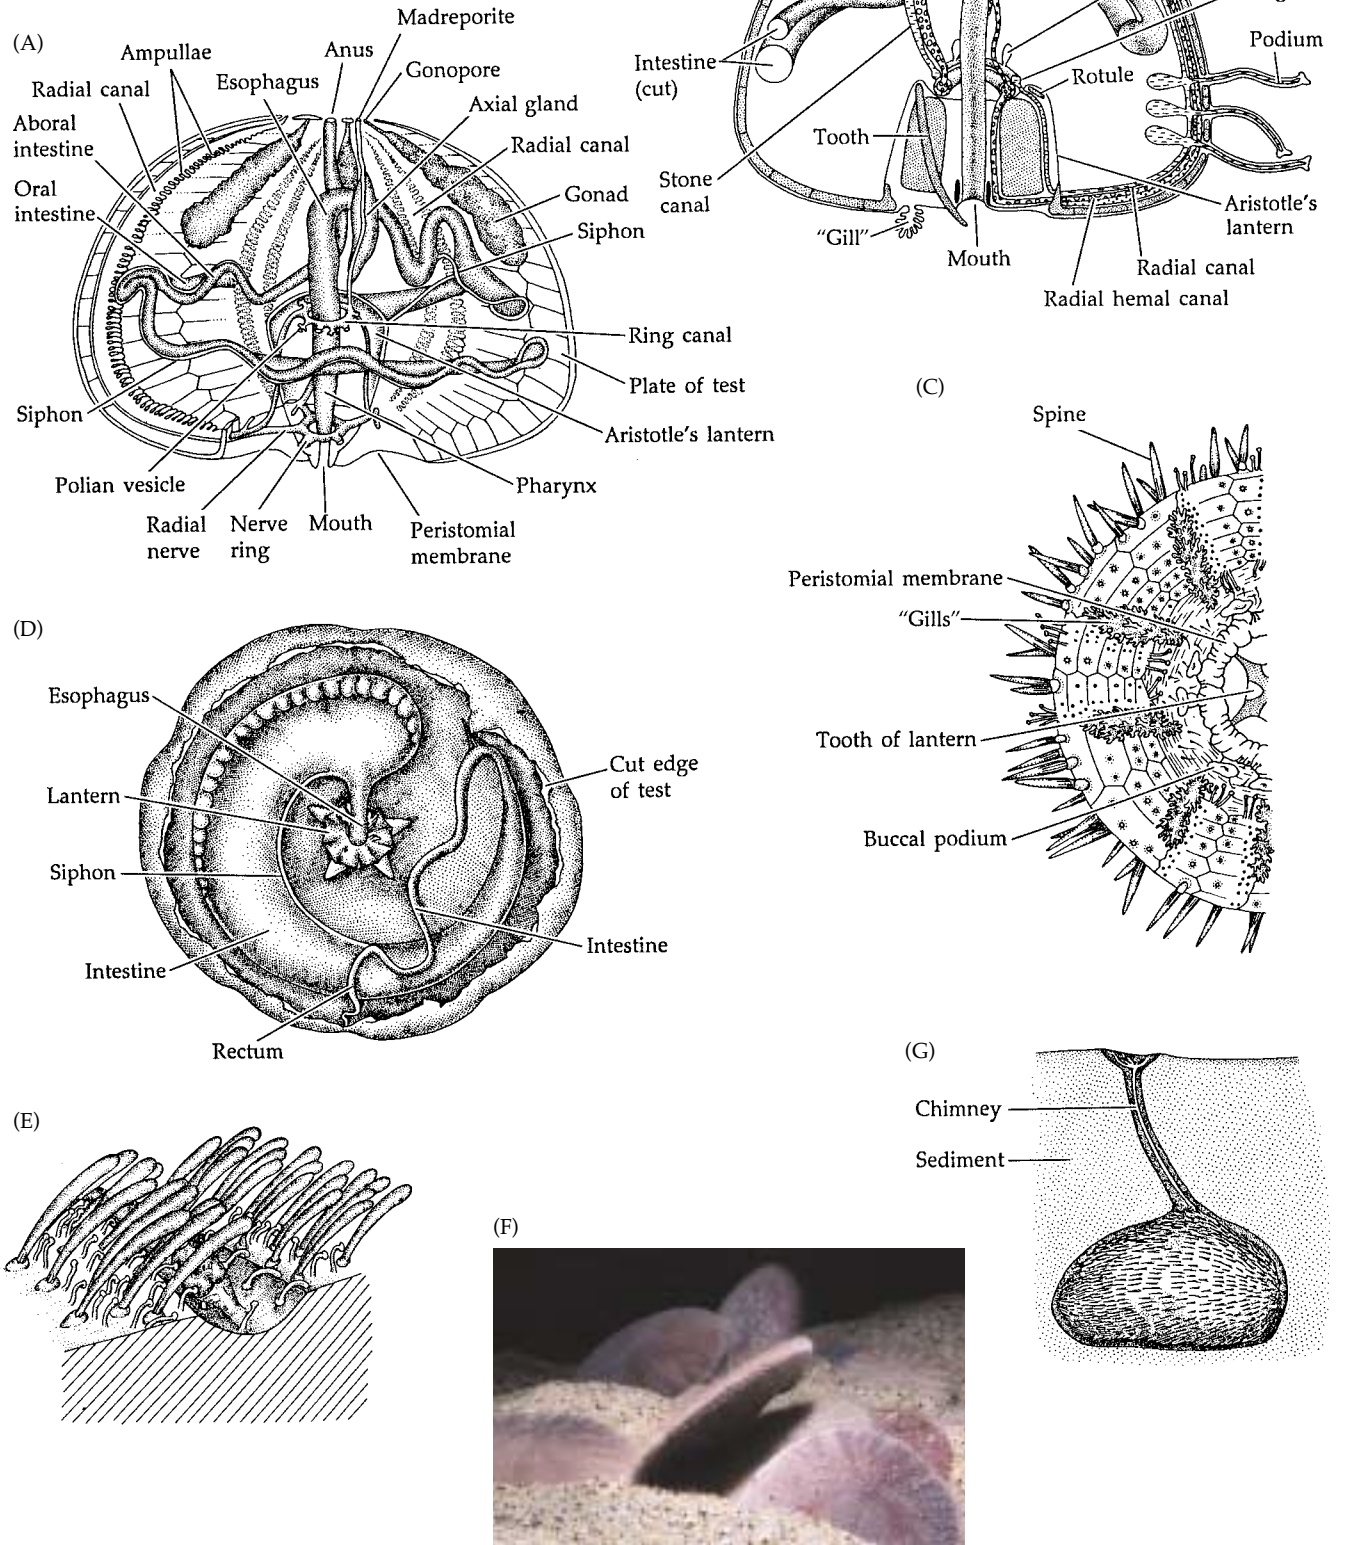 (A)
Madreporite
Ampullae
Anus
Esophagus
Gonopore
Radial canal
Axial gland
Aboral
intestine
Radial canal
Oral
intestine
Gonad
Siphon
Ring canal
Plate of test
Siphon
Aristotle's lantern
Polian vesicle
Pharynx
Radial
nerve
Nerve
ring
Mouth
Peristomial
membrane
Intestine
(cut)
Podium
Rotule
Tooth
Stone
canal
Aristotle's
lantern
"Gill"
Mouth
Radial canal
Radial hemal canal
(C)
Spine
Peristomial membrane
"Gills"
Tooth of lantern
Buccal podium
(D)
Esophagus
Lantern
Cut edge
of test
Siphon
Intestine
Intestine
Rectum
(E)
(F)
(G)
Chimney
Sediment